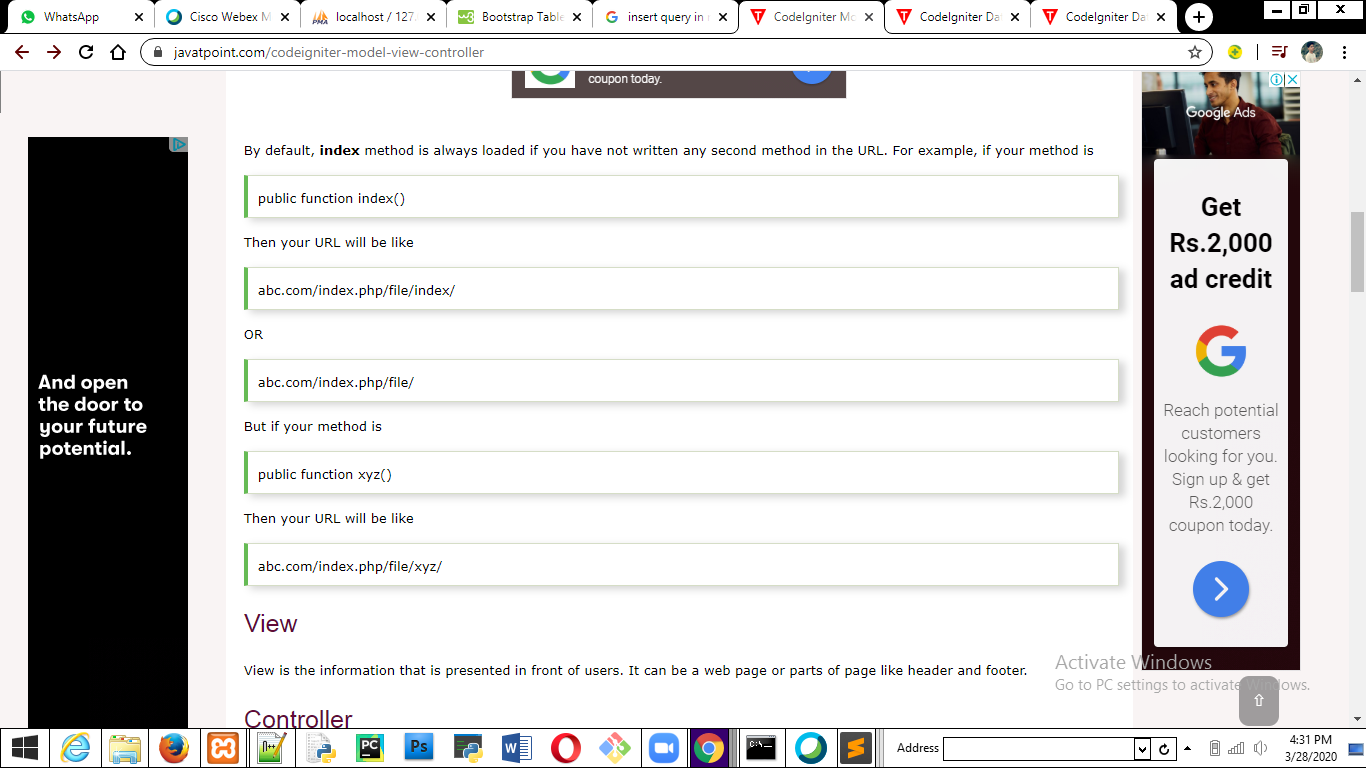 WhatsApp
Cisco Webex M
localhost / 127.
Bootstrap Table
insert query in
CodeIgniter Mo
CodeIgniter Da
CodeIgniter Da
javatpoint.com/codeigniter-model-view-controller
coupon today.
By default, index method is always loaded if you have not written any second method in the URL. For example, if your method is
public function index()
Then your URL will be like
abc.com/index.php/file/index/
OR
abc.com/index.php/file/
But if your method is
public function xyz()
Then your URL will be like
abc.com/index.php/file/xyz/
View
View is the information that is presented in front of users. It can be a web page or parts of page like header and footer.
Controller
And open
the door to
your future
potential.
Google Ads
Get
Rs.2,000
ad credit
Reach potential
customers
looking for you.
Sign up & get
Rs.2,000
coupon today.
Activate Windows
Go to PC settings to activate Windows.
Address
4:31 PM
3/28/2020